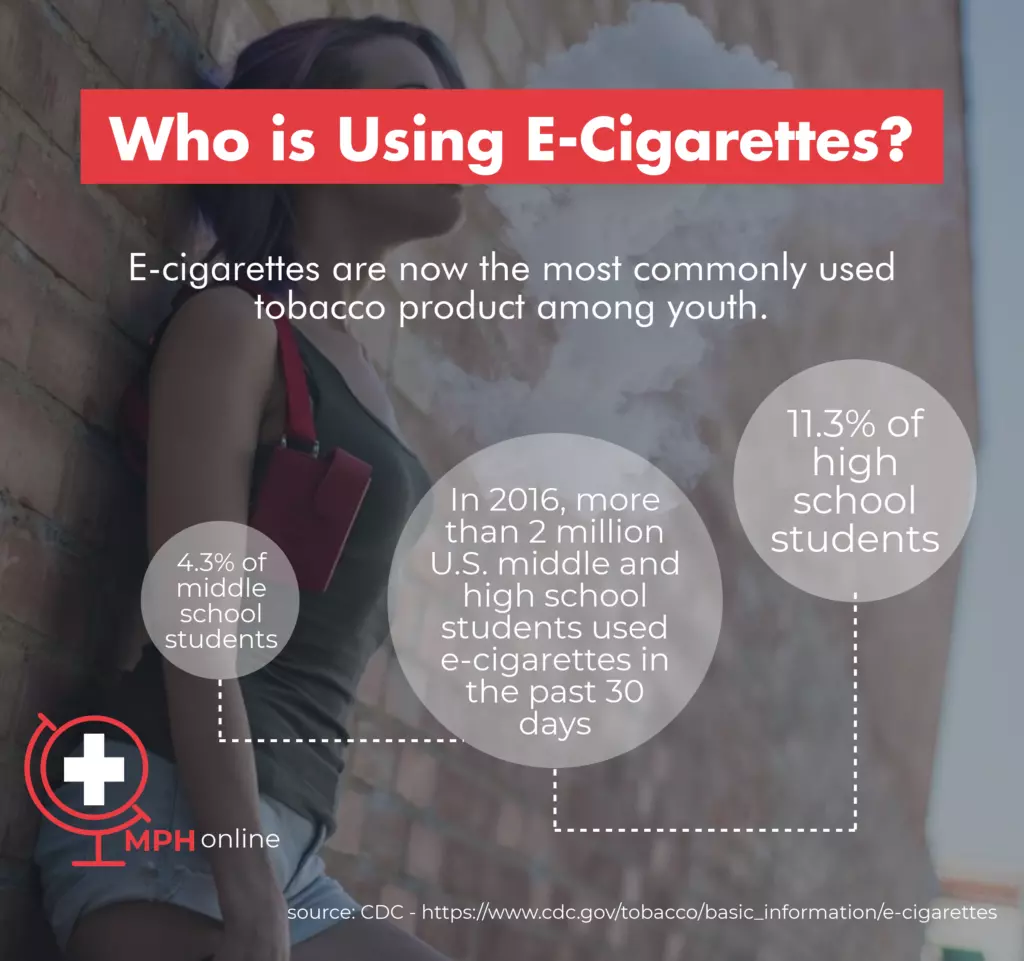 Who is Using E-Cigarettes?
E-cigarettes are now the most commonly used
tobacco product among youth.
4.3% of
middle
school
students
In 2016, more
than 2 million
U.S. middle and
high school
students used
e-cigarettes in
the past 30
days
11.3% of
high
school
students
MPH online
source: CDC - https://www.cdc.gov/tobacco/basic_information/e-cigarettes